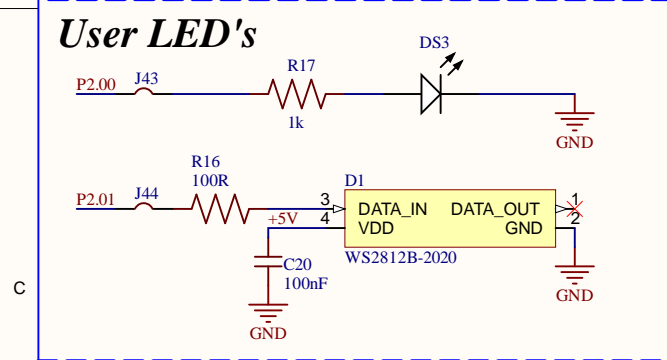 User LED's
DS3
R17
P2.00
J43
1k
GND
R16
100R
D1
P2.01
J44
3
DATA_IN
DATA_OUT
1
+5V
4
VDD
GND
2
C20
100nF
WS2812B-2020
GND
GND
C